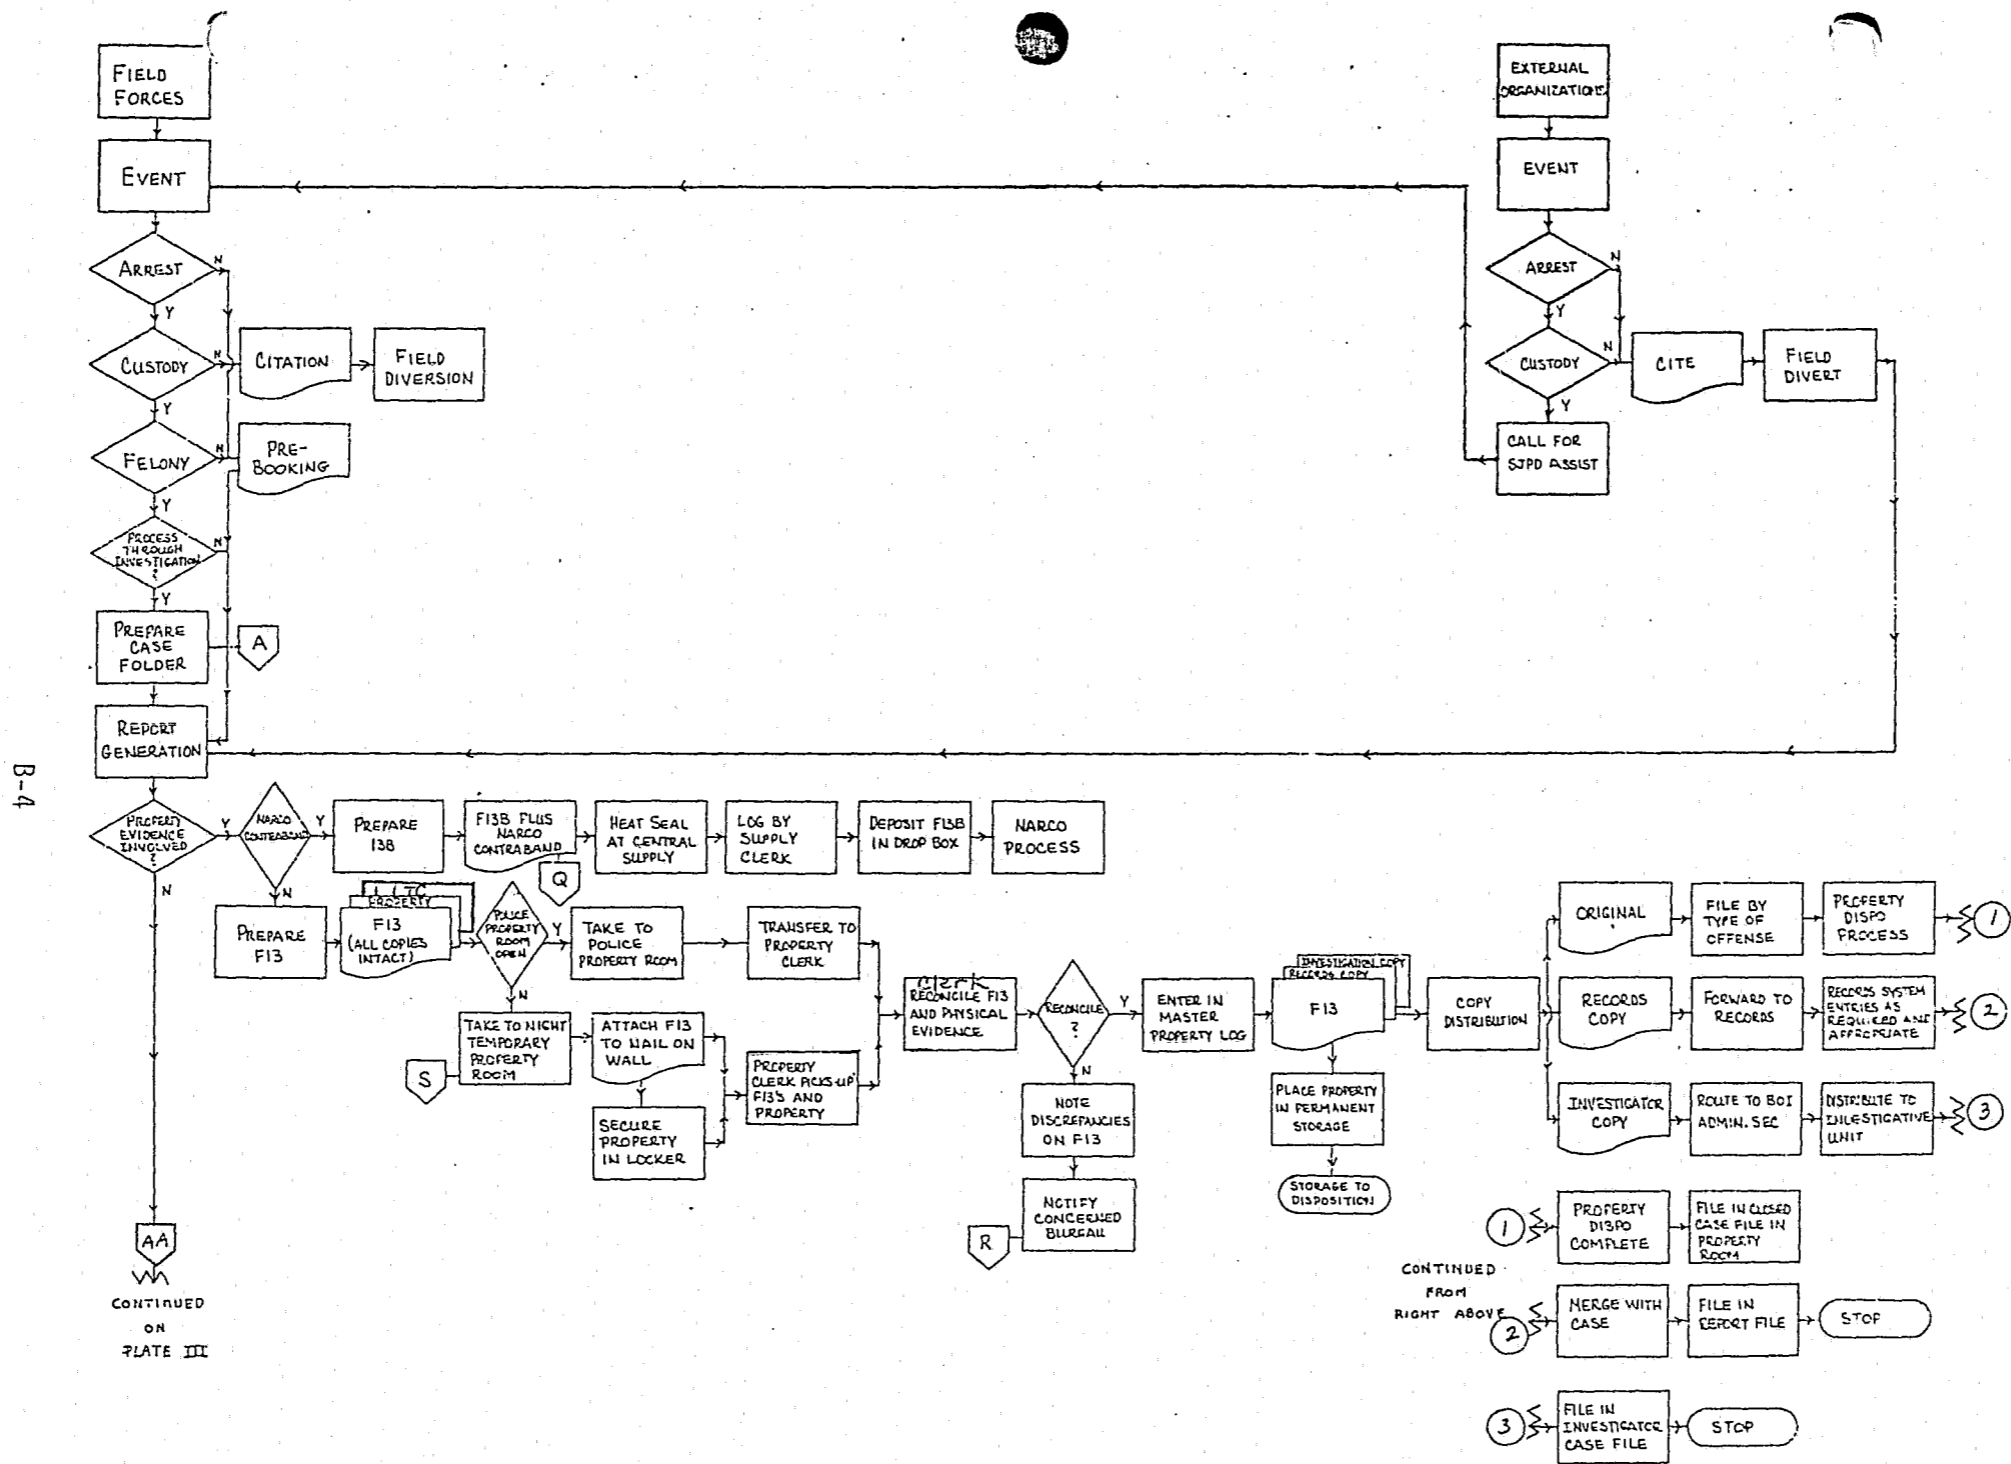 FIELD
FORCES
EVENT
ARREST
N
Y
CUSTODY
N
CITATION
FIELD
DIVERSION
Y
FELONY
N
PRE-
BOOKING
Y
PROCESS
THROUGH
INVESTIGATION
?
N
Y
PREPARE
CASE
FOLDER
A
REPORT
GENERATION
EXTERNAL
ORGANIZATIONS
EVENT
ARREST
N
Y
CUSTODY
N
CITE
FIELD
DIVERT
Y
CALL FOR
SJPD ASSIST
B-4
PROPERTY
EVIDENCE
INVOLVED
?
Y
NARCO
CONTRABAND
Y
PREPARE
13B
F13B PLUS
NARCO
CONTRABAND
Q
HEAT SEAL
AT CENTRAL
SUPPLY
LOG BY
SUPPLY
CLERK
DEPOSIT F13B
IN DROP BOX
NARCO
PROCESS
N
N
PREPARE
F13
PROPERTY
F13
(ALL COPIES
INTACT)
POLICE
PROPERTY
ROOM
OPEN
Y
TAKE TO
POLICE
PROPERTY ROOM
TRANSFER TO
PROPERTY
CLERK
N
TAKE TO NIGHT
TEMPORARY
PROPERTY
ROOM
S
ATTACH F13
TO NAIL ON
WALL
SECURE
PROPERTY
IN LOCKER
PROPERTY
CLERK PICKS-UP
F13'S AND
PROPERTY
Clerk
RECONCILE F13
AND PHYSICAL
EVIDENCE
RECONCILE
?
Y
N
NOTE
DISCREPANCIES
ON F13
NOTIFY
CONCERNED
BUREAU
R
ENTER IN
MASTER
PROPERTY LOG
INVESTIGATION COPY
RECORDS COPY
F13
PLACE PROPERTY
IN PERMANENT
STORAGE
STORAGE TO
DISPOSITION
COPY
DISTRIBUTION
ORIGINAL
FILE BY
TYPE OF
OFFENSE
PROPERTY
DISPO
PROCESS
1
RECORDS
COPY
FORWARD TO
RECORDS
RECORDS SYSTEM
ENTRIES AS
REQUIRED AND
APPROPRIATE
2
INVESTIGATOR
COPY
ROUTE TO BOI
ADMIN. SEC
DISTRIBUTE TO
INVESTIGATIVE
UNIT
3
AA
CONTINUED
ON
PLATE III
CONTINUED
FROM
RIGHT ABOVE
1
PROPERTY
DISPO
COMPLETE
FILE IN CLOSED
CASE FILE IN
PROPERTY
ROOM
2
MERGE WITH
CASE
FILE IN
REPORT FILE
STOP
3
FILE IN
INVESTIGATOR
CASE FILE
STOP